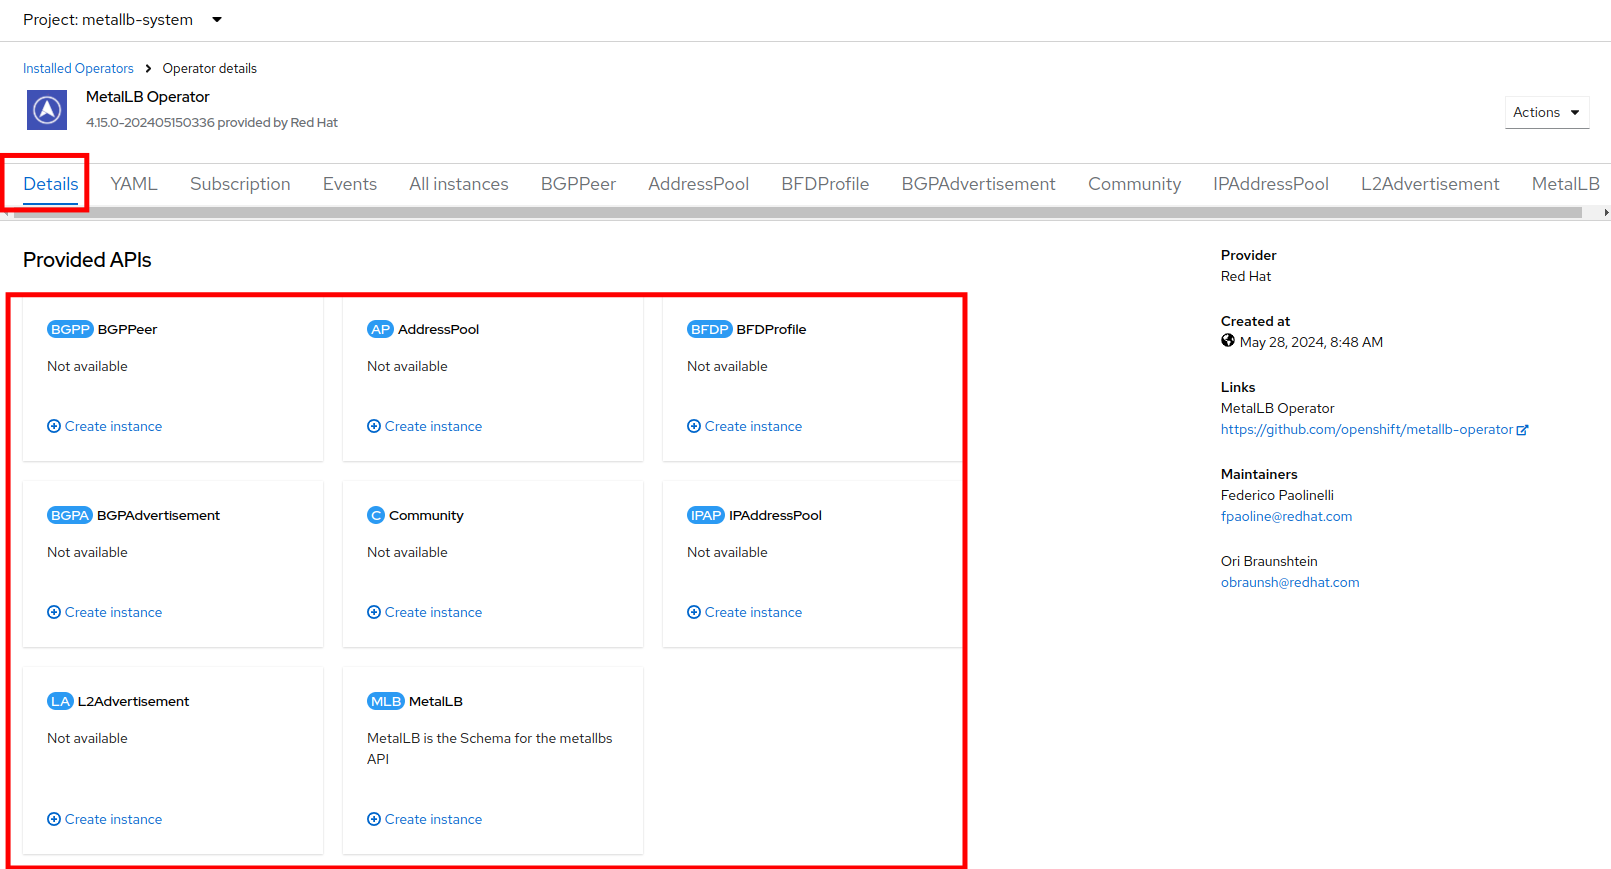 Project: metallb-system
Installed Operators > Operator details
MetalLB Operator
4.15.0-202405150336 provided by Red Hat
Actions
Details YAML Subscription Events All instances BGPPeer AddressPool BFDProfile BGPAdvertisement Community IPAddressPool L2Advertisement MetalLB
Provided APIs
BGPP BGPPeer
Not available
Create instance
AP AddressPool
Not available
Create instance
BFDP BFDProfile
Not available
Create instance
BGPA BGPAdvertisement
Not available
Create instance
C Community
Not available
Create instance
IPAP IPAddressPool
Not available
Create instance
LA L2Advertisement
Not available
Create instance
MLB MetalLB
MetalLB is the Schema for the metallbs
API
Create instance
Provider
Red Hat
Created at
May 28, 2024, 8:48 AM
Links
MetalLB Operator
https://github.com/openshift/metallb-operator
Maintainers
Federico Paolinelli
fpaoline@redhat.com
Ori Braunshtein
obraunsh@redhat.com